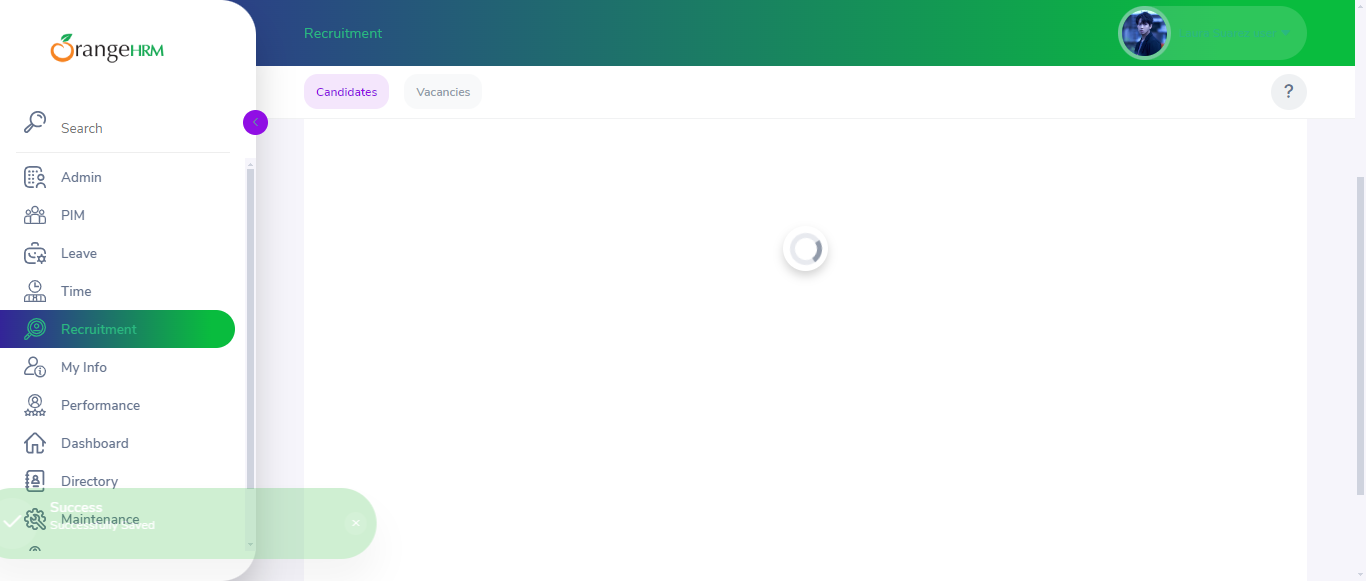 OrangeHRM
Recruitment
Candidates
Vacancies
?
Search
Admin
PIM
Leave
Time
Recruitment
My Info
Performance
Dashboard
Directory
Success
Maintenance
Successfully Saved